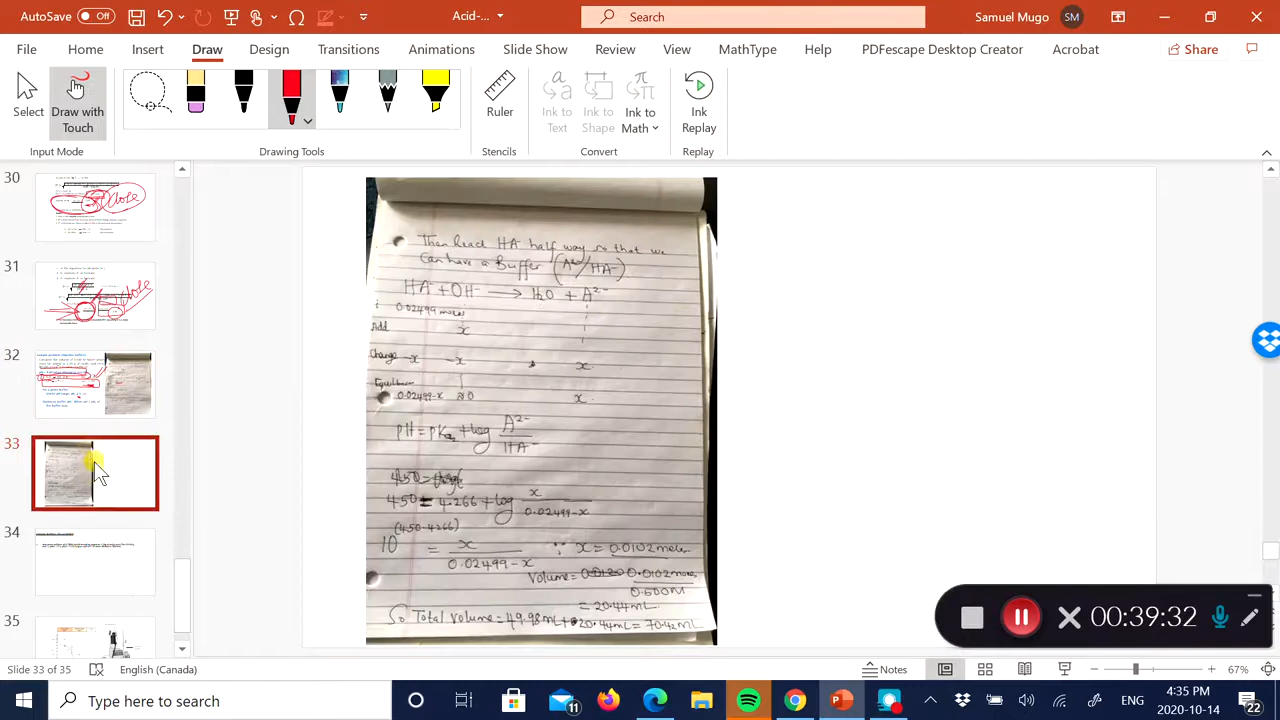 AutoSave Off
Acid-...
Search
Samuel Mugo SM
File Home Insert Draw Design Transitions Animations Slide Show Review View MathType Help PDFescape Desktop Creator Acrobat Share
Select
Draw with Touch
Ruler
Ink to Text
Ink to Shape
Ink to Math
Ink Replay
Input Mode
Drawing Tools
Stencils
Convert
Replay
30
31
32
33
34
35
HA half way so that we
can have a Buffer (A²⁻/HA⁻)
HA⁻ + OH⁻ → H₂O + A²⁻
i 0.02499 moles
Add x
Change -x -x x
0.02499-x ≈0 x
pH = pKa₂ + log A²⁻/HA⁻
4.50 = 4.266 + log x/0.02499-x
10^(4.50-4.266) = x/0.02499-x ∵ x = 0.0102 moles
Volume = 0.0102 moles/0.500M
= 20.44 mL
So Total Volume = 49.98 mL + 20.44 mL = 70.42 mL
00:39:32
Slide 33 of 35 English (Canada) Notes 67%
Type here to search
11
ENG
4:35 PM
2020-10-14
22